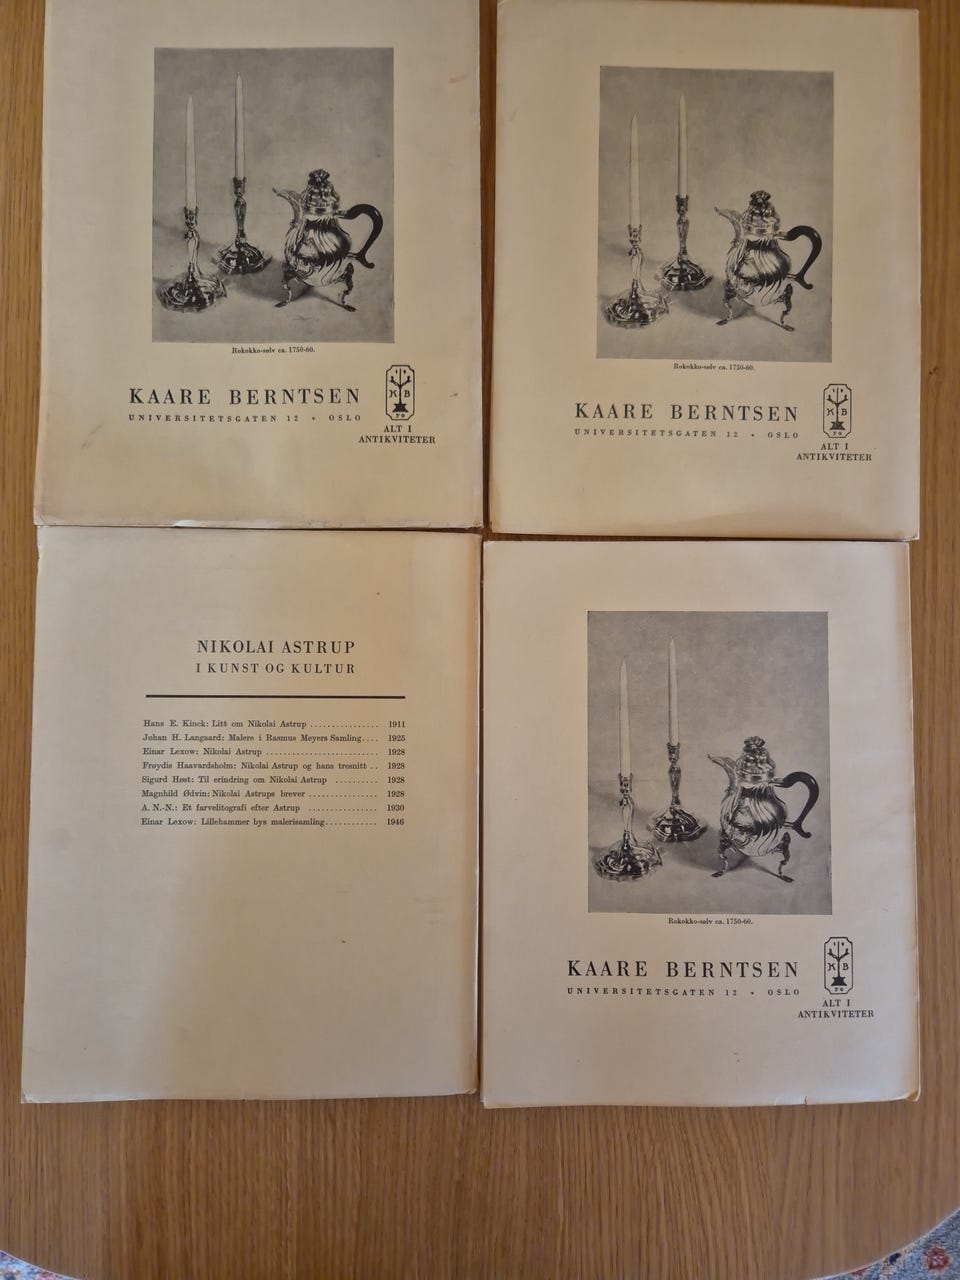 Rokokko-sølv ca. 1750-60.
KAARE BERNTSEN
UNIVERSITETSGATEN 12 • OSLO
K B
ALT I
ANTIKVITETER
Rokokko-sølv ca. 1750-60.
KAARE BERNTSEN
UNIVERSITETSGATEN 12 • OSLO
K B
ALT I
ANTIKVITETER
NIKOLAI ASTRUP
I KUNST OG KULTUR
Hans E. Kinck: Litt om Nikolai Astrup ................ 1911
Johan H. Langaard: Malere i Rasmus Meyers Samling.... 1925
Einar Lexow: Nikolai Astrup .......................... 1928
Frøydis Haavardsholm: Nikolai Astrup og hans tresnitt .. 1928
Sigurd Høst: Til erindring om Nikolai Astrup .......... 1928
Magnhild Ødvin: Nikolai Astrups brever ................ 1928
A. N.-N.: Et farvelitografi efter Astrup ................ 1930
Einar Lexow: Lillehammer bys malerisamling............ 1946
Rokokko-sølv ca. 1750-60.
KAARE BERNTSEN
UNIVERSITETSGATEN 12 • OSLO
K B
ALT I
ANTIKVITETER